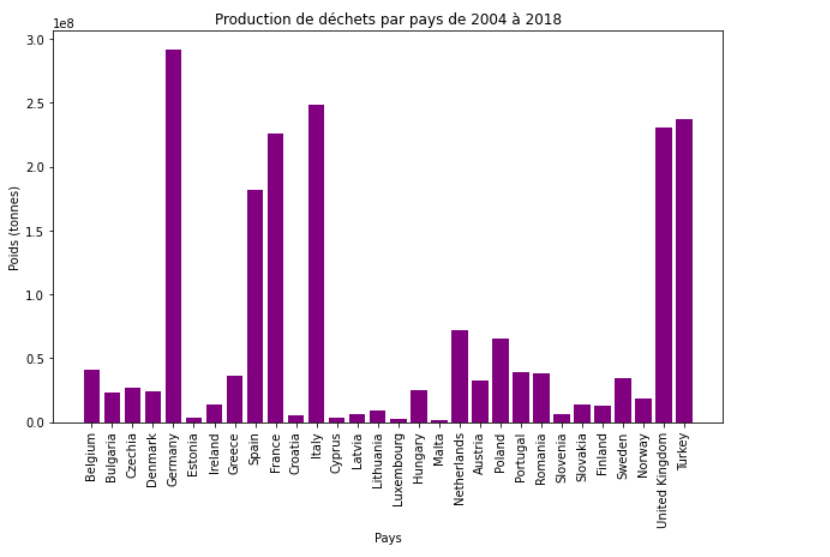 Production de déchets par pays de 2004 à 2018
1e8
3.0
2.5
2.0
1.5
1.0
0.5
0.0
Poids (tonnes)
Belgium
Bulgaria
Czechia
Denmark
Germany
Estonia
Ireland
Greece
Spain
France
Croatia
Italy
Cyprus
Latvia
Lithuania
Luxembourg
Hungary
Malta
Netherlands
Austria
Poland
Portugal
Romania
Slovenia
Slovakia
Finland
Sweden
Norway
United Kingdom
Turkey
Pays